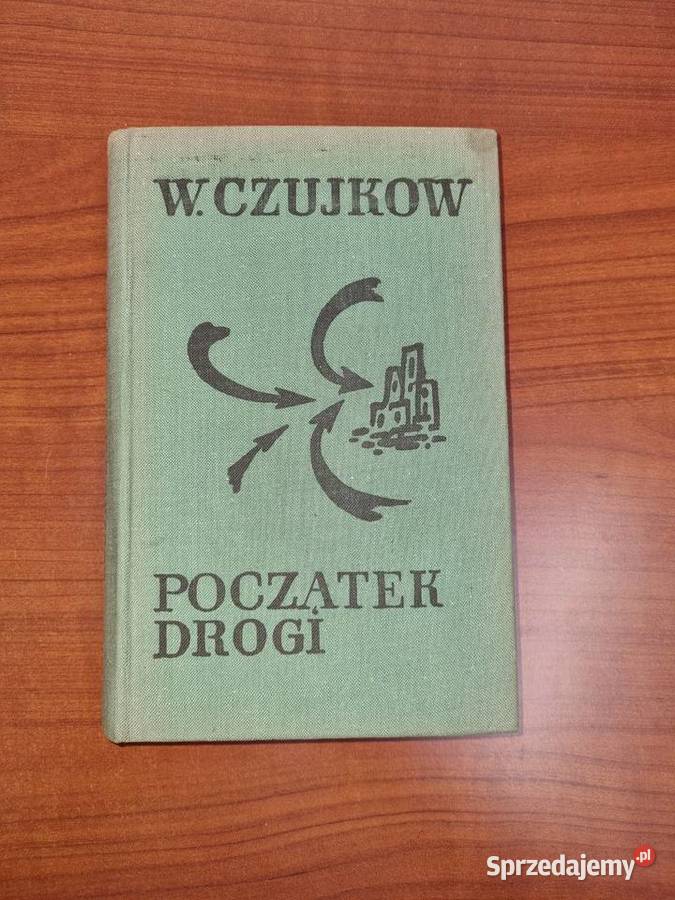 W. CZUJKOW
POCZĄTEK
DROGI
Sprzedajemy.pl